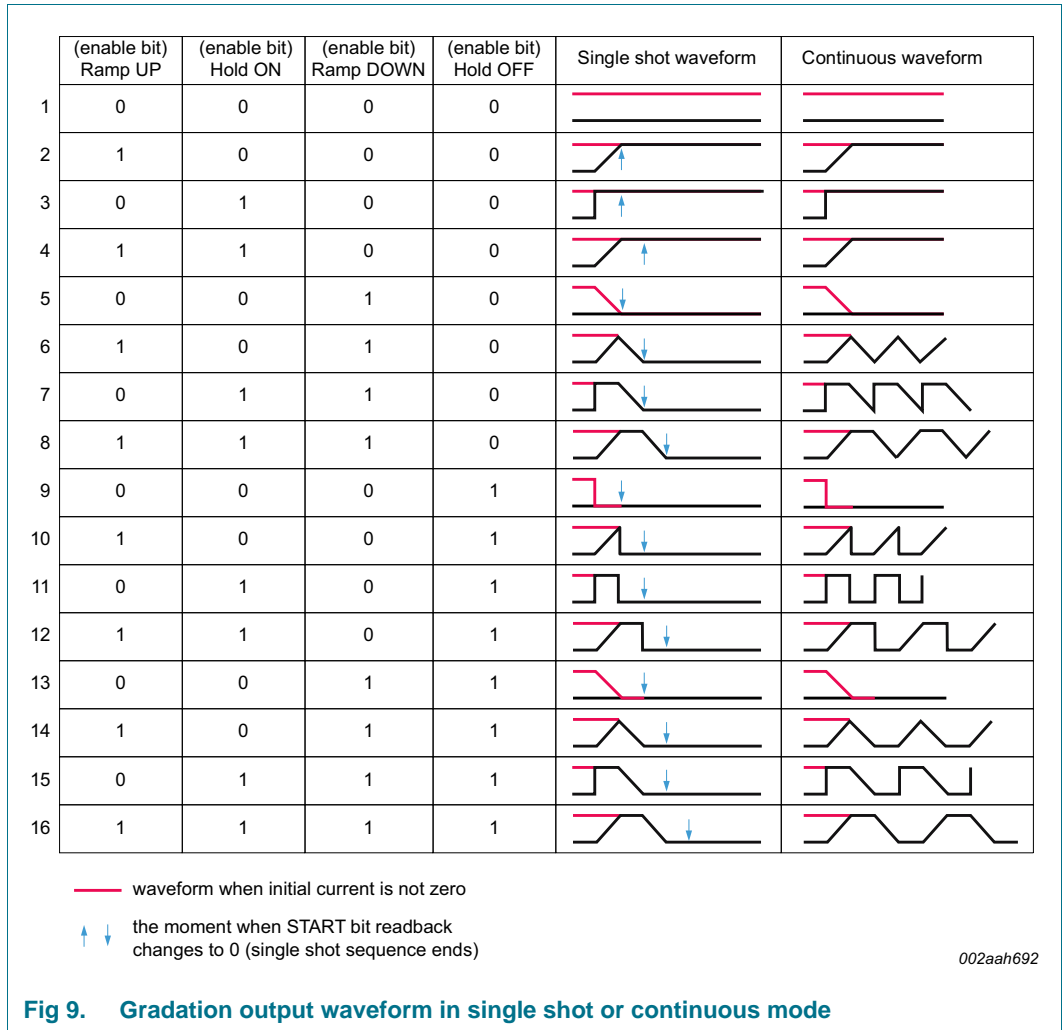 (enable bit) Ramp UP (enable bit) Hold ON (enable bit) Ramp DOWN (enable bit) Hold OFF Single shot waveform Continuous waveform
1 0 0 0 0
2 1 0 0 0
3 0 1 0 0
4 1 1 0 0
5 0 0 1 0
6 1 0 1 0
7 0 1 1 0
8 1 1 1 0
9 0 0 0 1
10 1 0 0 1
11 0 1 0 1
12 1 1 0 1
13 0 0 1 1
14 1 0 1 1
15 0 1 1 1
16 1 1 1 1
waveform when initial current is not zero
the moment when START bit readback
changes to 0 (single shot sequence ends)
002aah692
Fig 9. Gradation output waveform in single shot or continuous mode